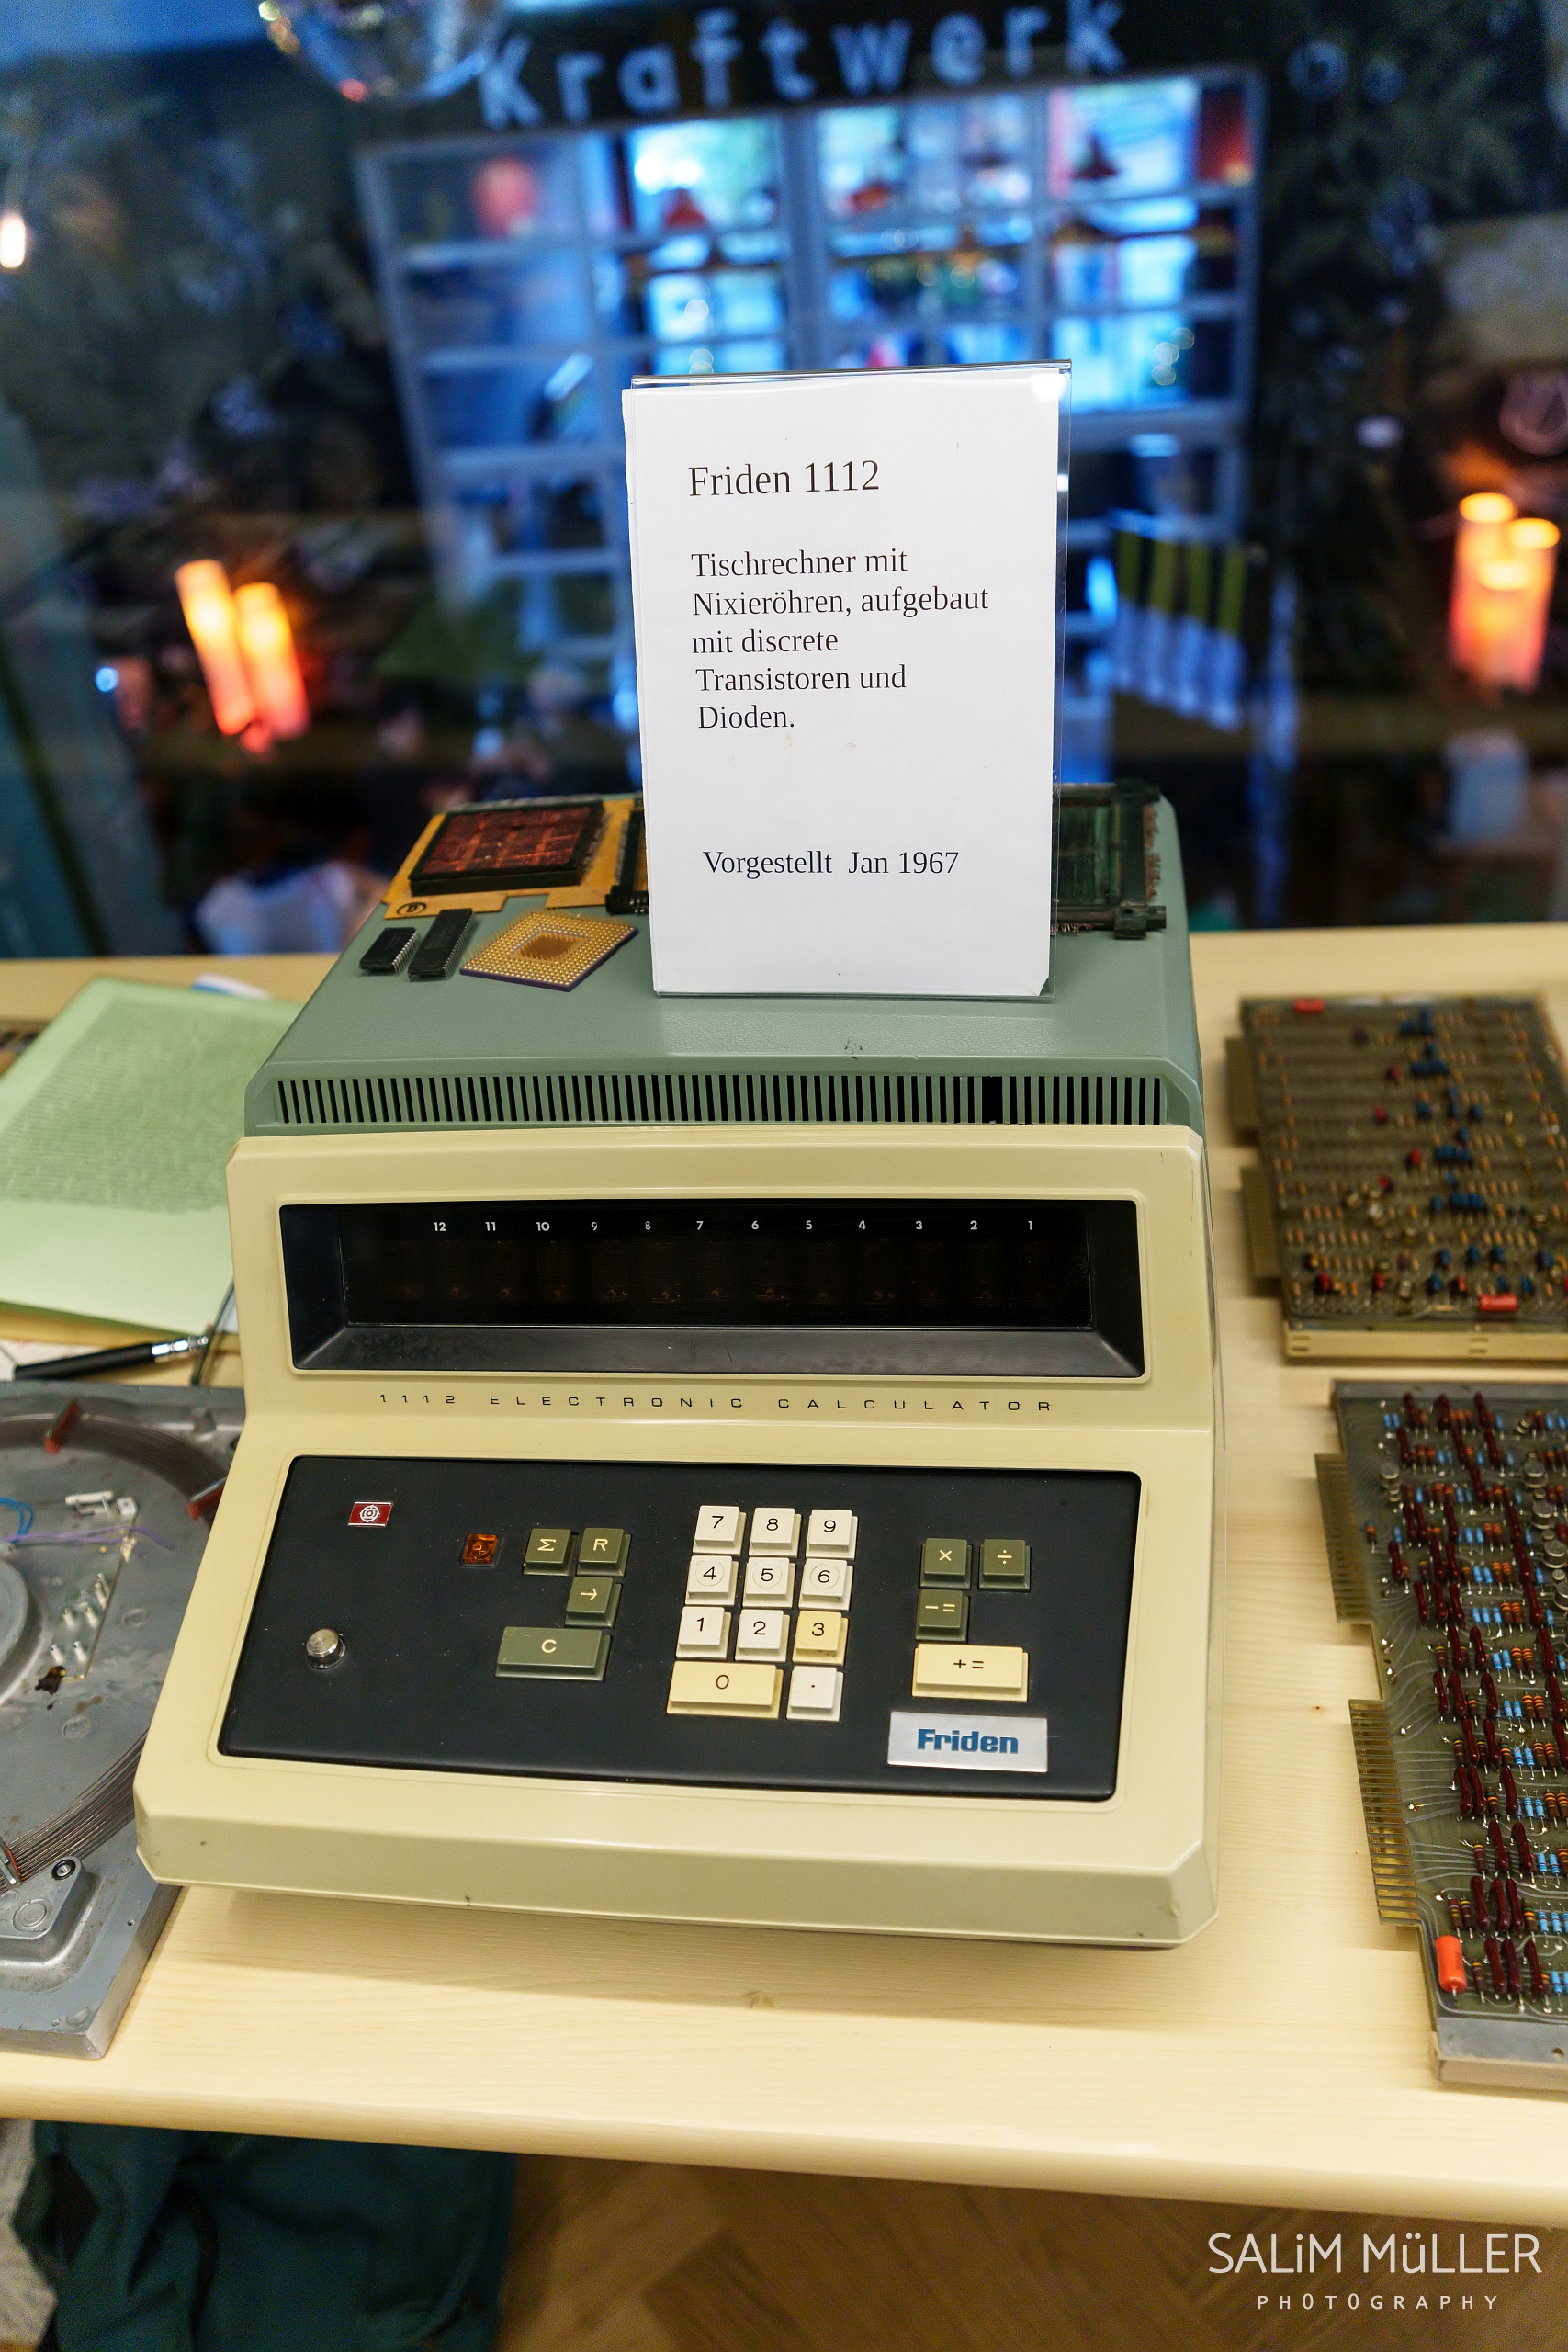 Kraftwerk
Friden 1112
Tischrechner mit
Nixieröhren, aufgebaut
mit discrete
Transistoren und
Dioden.
Vorgestellt Jan 1967
12 11 10 9 8 7 6 5 4 3 2 1
1112 ELECTRONIC CALCULATOR
Σ R 7 8 9 × ÷
→ 4 5 6 -=
C 1 2 3 +=
0 .
Friden
SALiM MüLLER
PHOTOGRAPHY